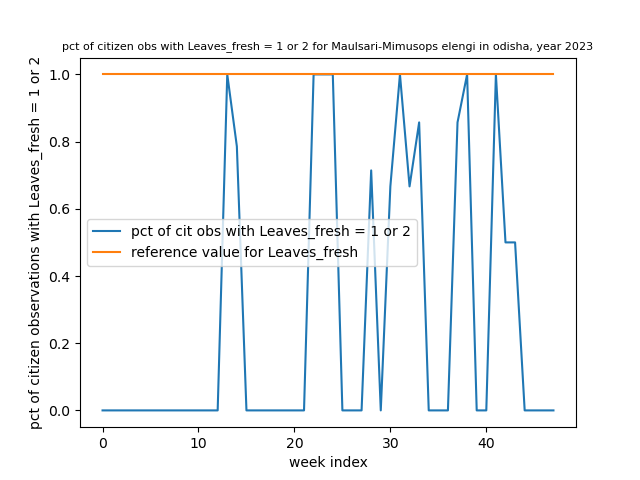 pct of citizen obs with Leaves_fresh = 1 or 2 for Maulsari-Mimusops elengi in odisha, year 2023
pct of citizen observations with Leaves_fresh = 1 or 2
1.0
0.8
0.6
0.4
0.2
0.0
pct of cit obs with Leaves_fresh = 1 or 2
reference value for Leaves_fresh
0
10
20
30
40
week index